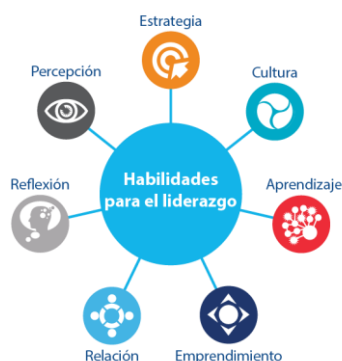 Estrategia
Percepción
Cultura
Habilidades
para el liderazgo
Reflexión
Aprendizaje
Relación
Emprendimiento